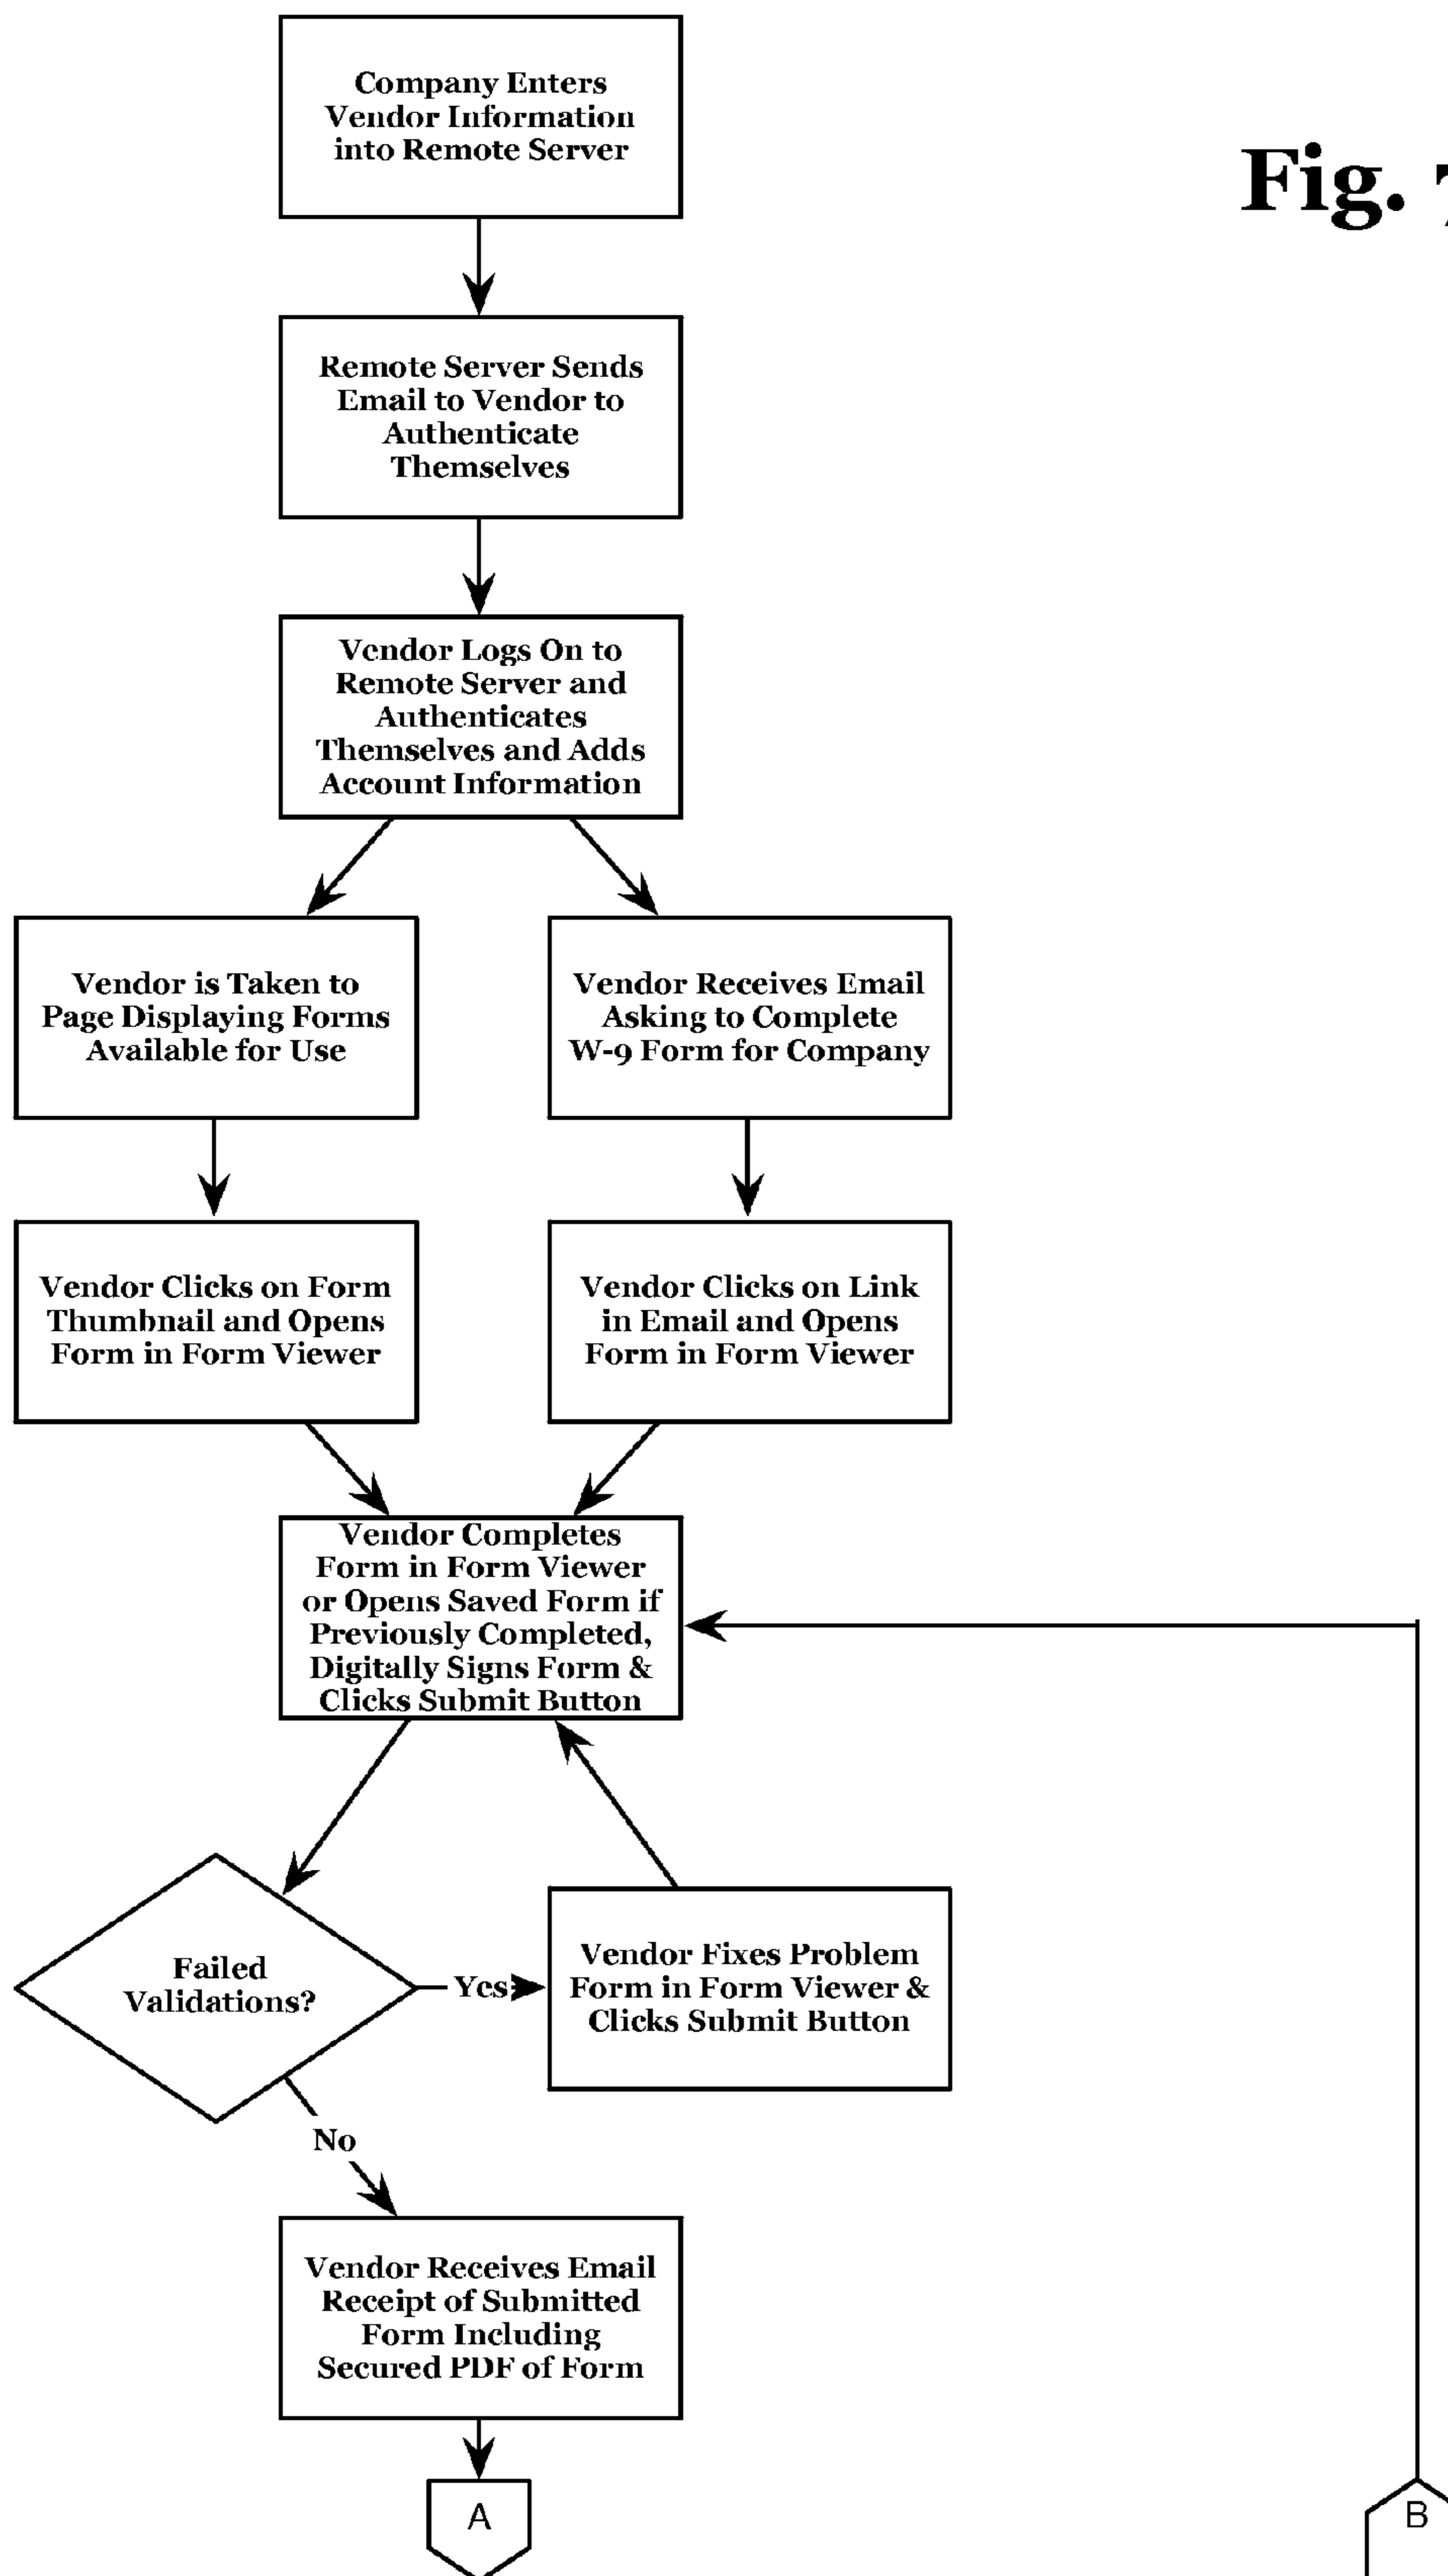 Company Enters
Vendor Information
into Remote Server
Fig.
Remote Server Sends
Email to Vendor to
Authenticate
Themselves
Vendor Logs On to
Remote Server and
Authenticates
Themselves and Adds
Account Information
Vendor is Taken to
Page Displaying Forms
Available for Use
Vendor Receives Email
Asking to Complete
W-9 Form for Company
Vendor Clicks on Form
Thumbnail and Opens
Form in Form Viewer
Vendor Clicks on Link
in Email and Opens
Form in Form Viewer
Vendor Completes
Form in Form Viewer
or Opens Saved Form if
Previously Completed,
Digitally Signs Form &
Clicks Submit Button
Failed
Validations?
Yes
Vendor Fixes Problem
Form in Form Viewer &
Clicks Submit Button
No
Vendor Receives Email
Receipt of Submitted
Form Including
Secured PDF of Form
A
B